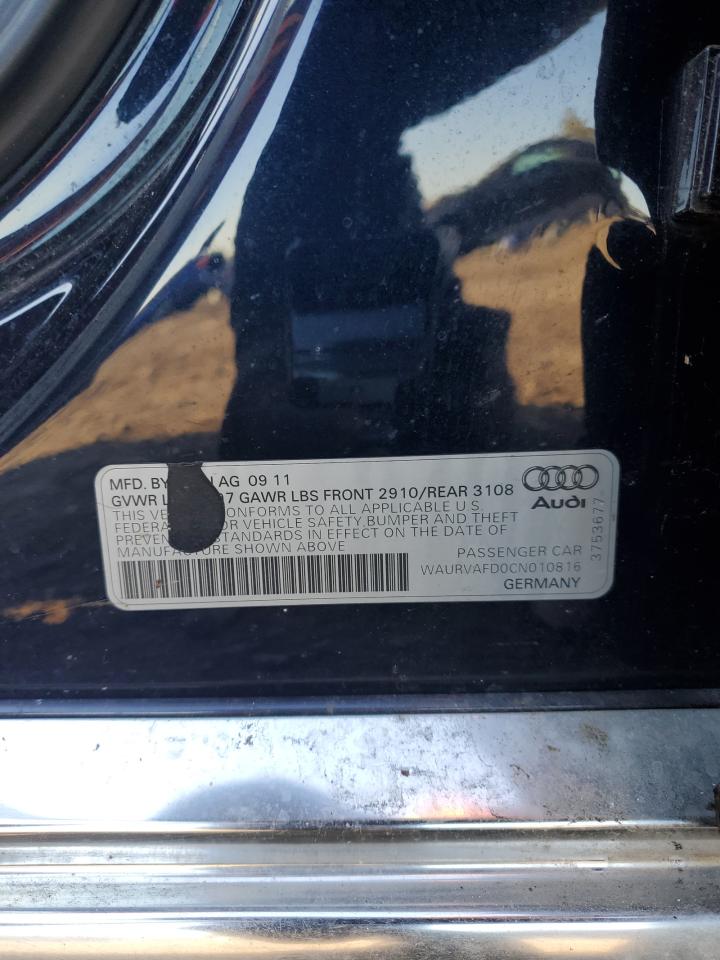 MFD. BY AG 09 11
GVWR 7 GAWR LBS FRONT 2910/REAR 3108
THIS CONFORMS TO ALL APPLICABLE U.S.
FEDERA VEHICLE SAFETY, BUMPER AND THEFT
PREVEN STANDARDS IN EFFECT ON THE DATE OF
MANUFACTURE SHOWN ABOVE
Audi
3753677
PASSENGER CAR
WAURVAFD0CN010816
GERMANY